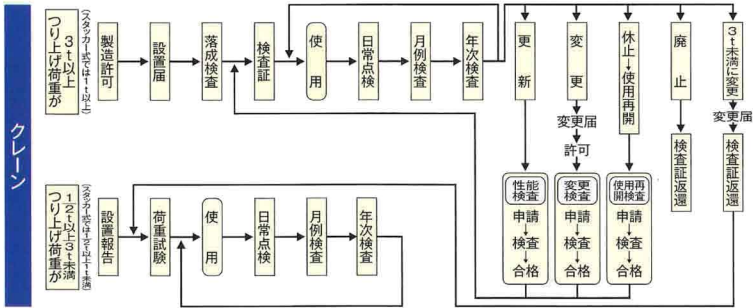 クレーン
つり上げ荷重が
3t以上
(スタッカー式では1t以上)
製造許可
設置届
落成検査
検査証
使用
日常点検
月例検査
年次検査
更新
変更
変更届
許可
休止→使用再開
廃止
3t未満に変更
変更届
性能検査
申請
検査
合格
変更検査
申請
検査
合格
使用再開検査
申請
検査
合格
検査証返還
検査証返還
つり上げ荷重が
1/2t以上3t未満
(スタッカー式では1/2t以上1t未満)
設置報告
荷重試験
使用
日常点検
月例検査
年次検査